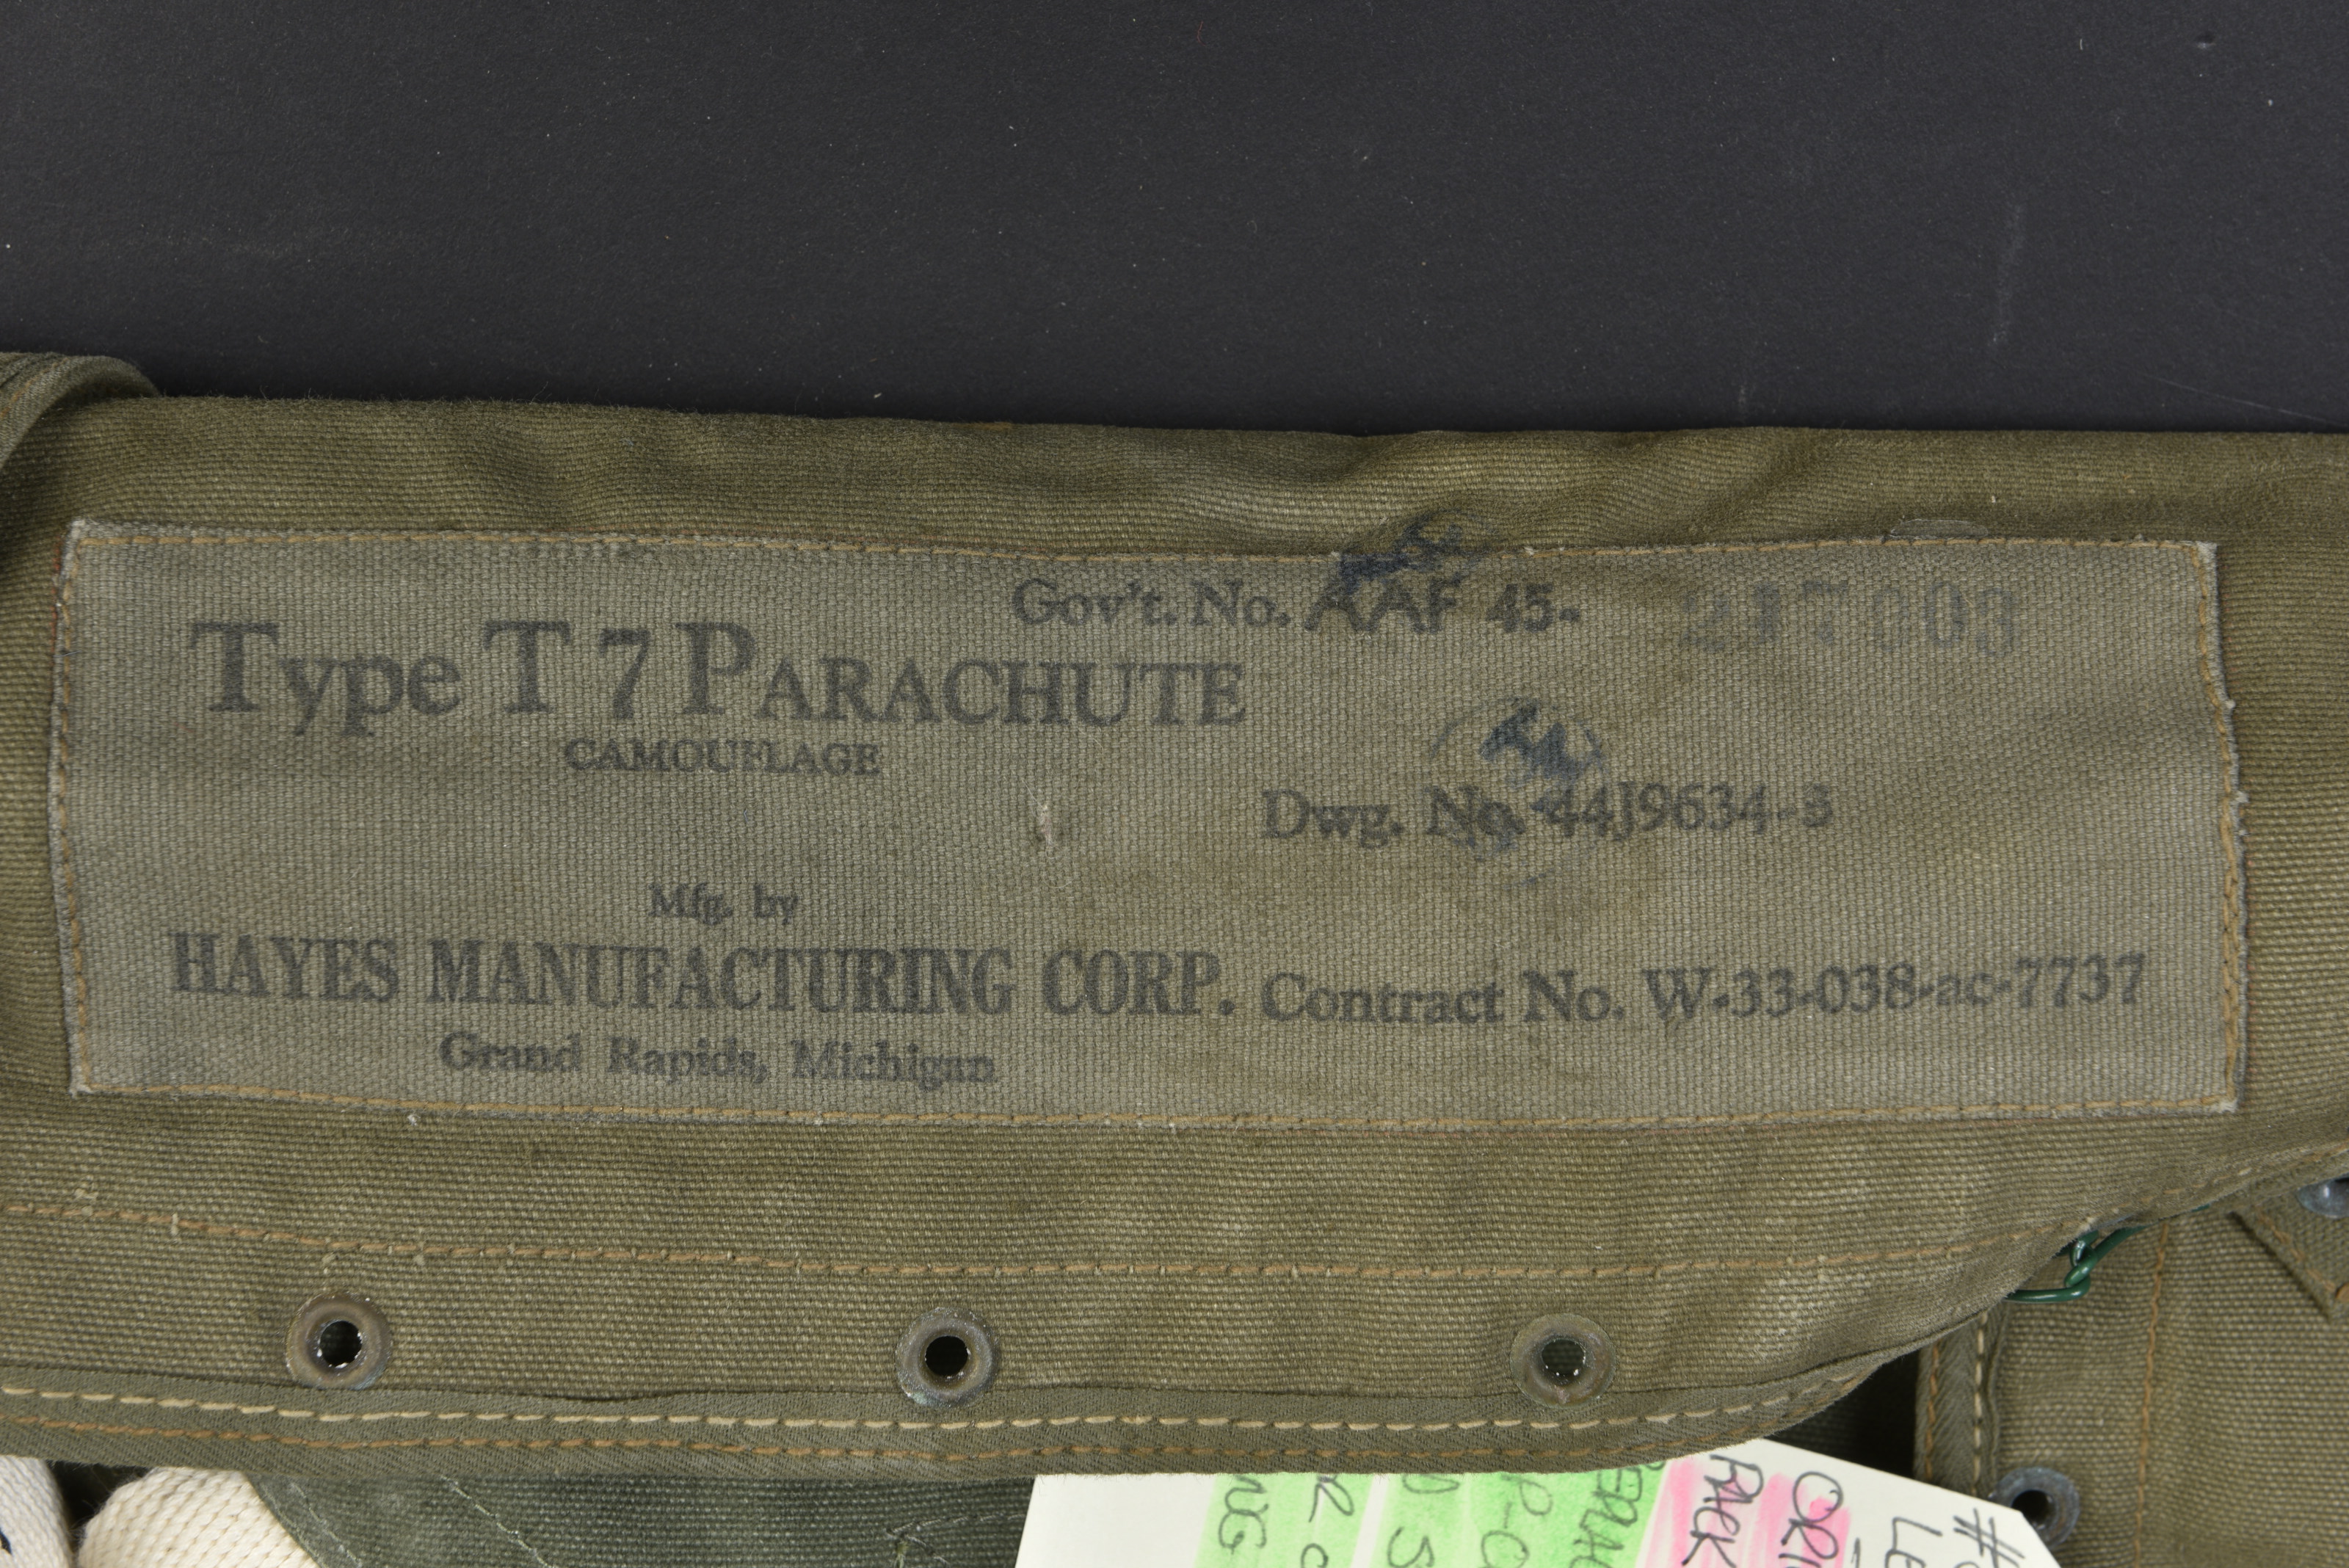 Gov't. No. AAF 45- 217003
Type T 7 PARACHUTE
CAMOUFLAGE
Dwg. No. 44J9634-3
Mfg. by
HAYES MANUFACTURING CORP. Contract No. W-33-038-ac-7737
Grand Rapids, Michigan